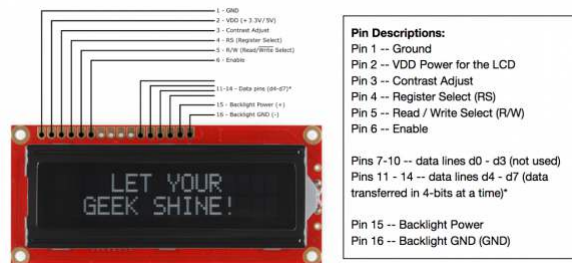 1 - GND
2 - VDD (+ 3.3V/5V)
3 - Contrast Adjust
4 - RS (Register Select)
5 - R/W (Read/Write Select)
6 - Enable
11-14 - Data pins (d4-d7)*
15 - Backlight Power (+)
16 - Backlight GND (-)
LET YOUR
GEEK SHINE!
Pin Descriptions:
Pin 1 -- Ground
Pin 2 -- VDD Power for the LCD
Pin 3 -- Contrast Adjust
Pin 4 -- Register Select (RS)
Pin 5 -- Read / Write Select (R/W)
Pin 6 -- Enable
Pins 7-10 -- data lines d0 - d3 (not used)
Pins 11 - 14 -- data lines d4 - d7 (data
transferred in 4-bits at a time)*
Pin 15 -- Backlight Power
Pin 16 -- Backlight GND (GND)